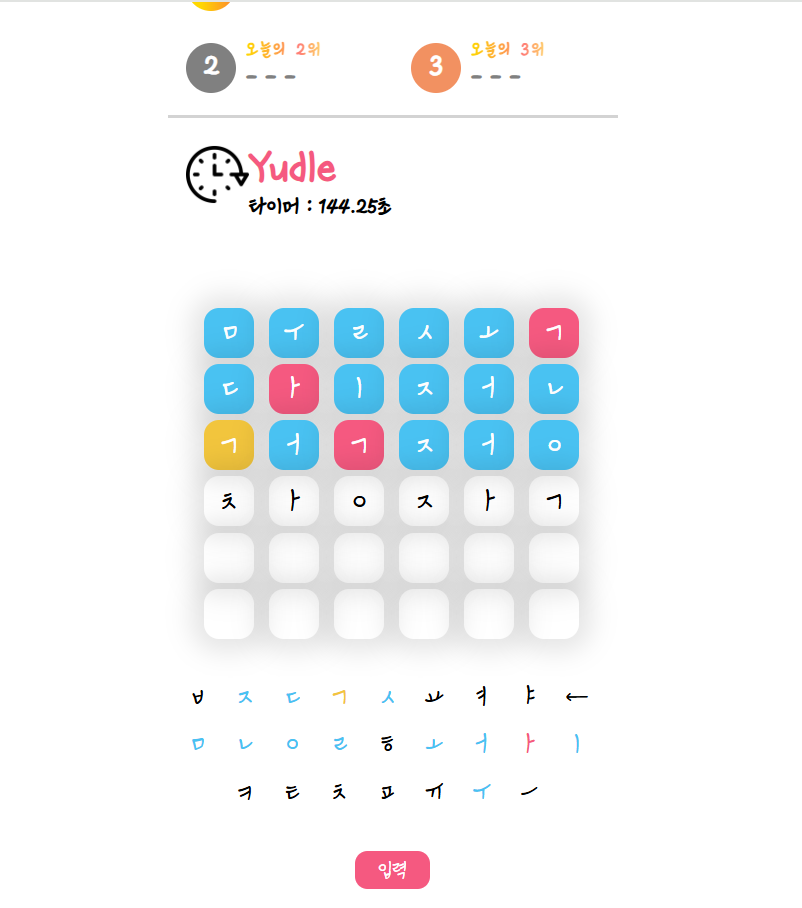 2 오늘의 2위 3 오늘의 3위
- - - - - -
Yudle
타이머 : 144.25초
ㅁ ㅜ ㄹ ㅅ ㅗ ㄱ
ㄷ ㅏ ㅣ ㅈ ㅓ ㄴ
ㄱ ㅓ ㄱ ㅈ ㅓ ㅇ
ㅊ ㅏ ㅇ ㅈ ㅏ ㄱ
ㅂ ㅈ ㄷ ㄱ ㅅ ㅛ ㅕ ㅑ ←
ㅁ ㄴ ㅇ ㄹ ㅎ ㅗ ㅓ ㅏ ㅣ
ㅋ ㅌ ㅊ ㅍ ㅠ ㅜ ㅡ
입력